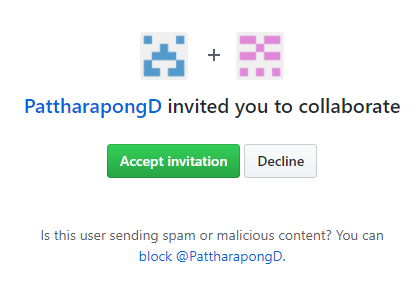 +
PattharapongD invited you to collaborate
Accept invitation Decline
Is this user sending spam or malicious content? You can
block @PattharapongD.